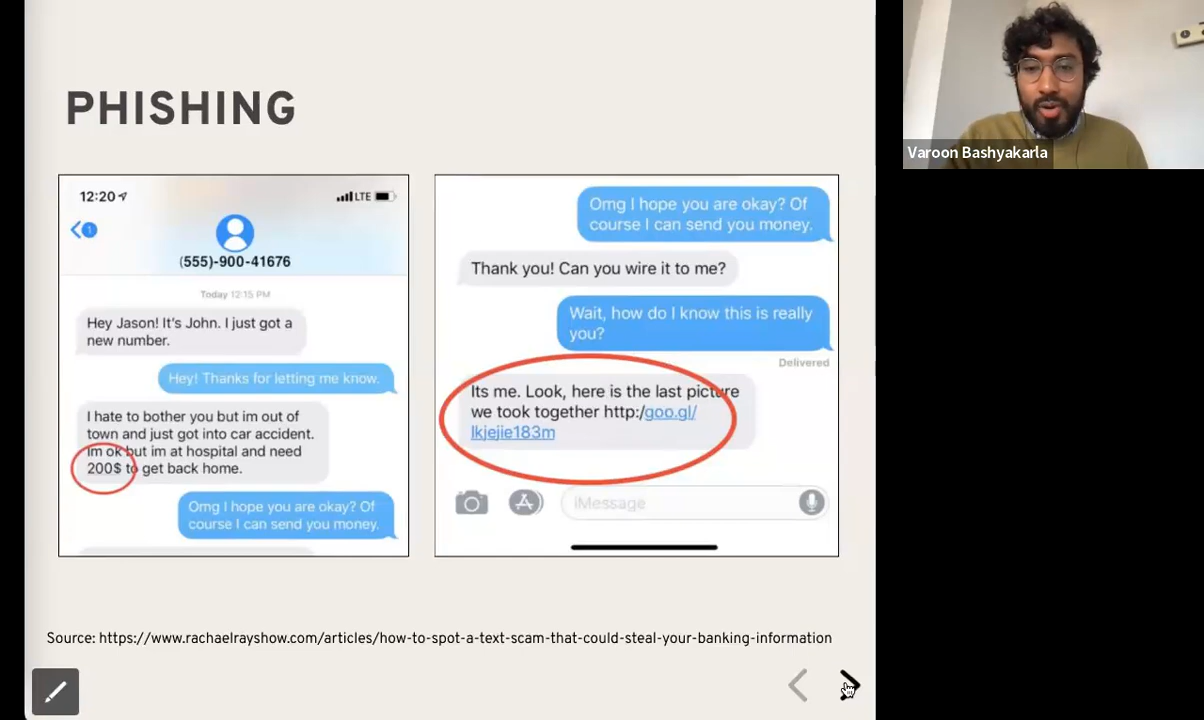 PHISHING
12:20
LTE
1
(555)-900-41676
Today 12:15 PM
Hey Jason! It's John. I just got a
new number.
Hey! Thanks for letting me know.
I hate to bother you but im out of
town and just got into car accident.
Im ok but im at hospital and need
200$ to get back home.
Omg I hope you are okay? Of
course I can send you money.
Omg I hope you are okay? Of
course I can send you money.
Thank you! Can you wire it to me?
Wait, how do I know this is really
you?
Delivered
Its me. Look, here is the last picture
we took together http:/goo.gl/
lkjejie183m
iMessage
Source: https://www.rachaelrayshow.com/articles/how-to-spot-a-text-scam-that-could-steal-your-banking-information
Varoon Bashyakarla